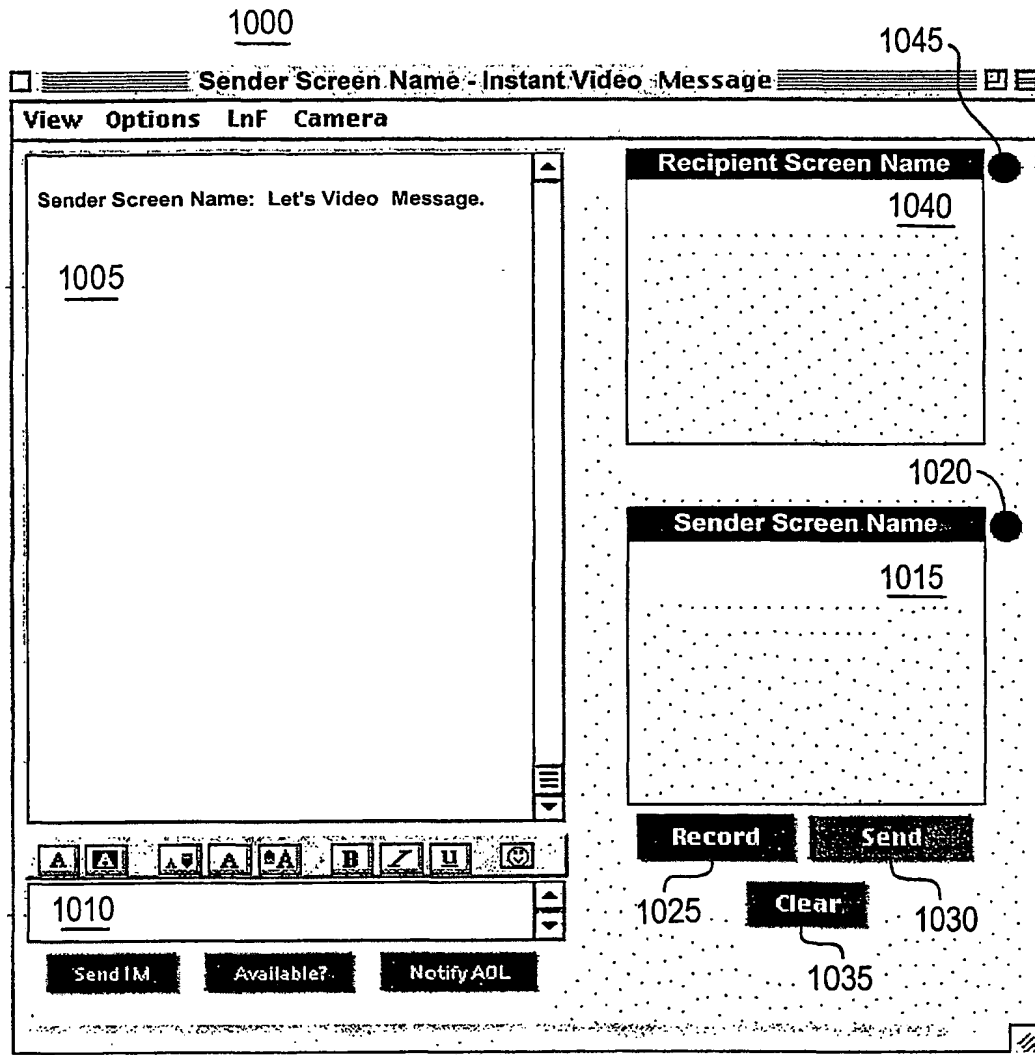 1000
1045
Sender Screen Name - Instant Video Message
View Options LnF Camera
Sender Screen Name: Let's Video Message.
1005
Recipient Screen Name
1040
1020
Sender Screen Name
1015
Record Send
A A A A A B I U
1010
1025
Clear
1030
1035
Send IM Available? Notify AOL